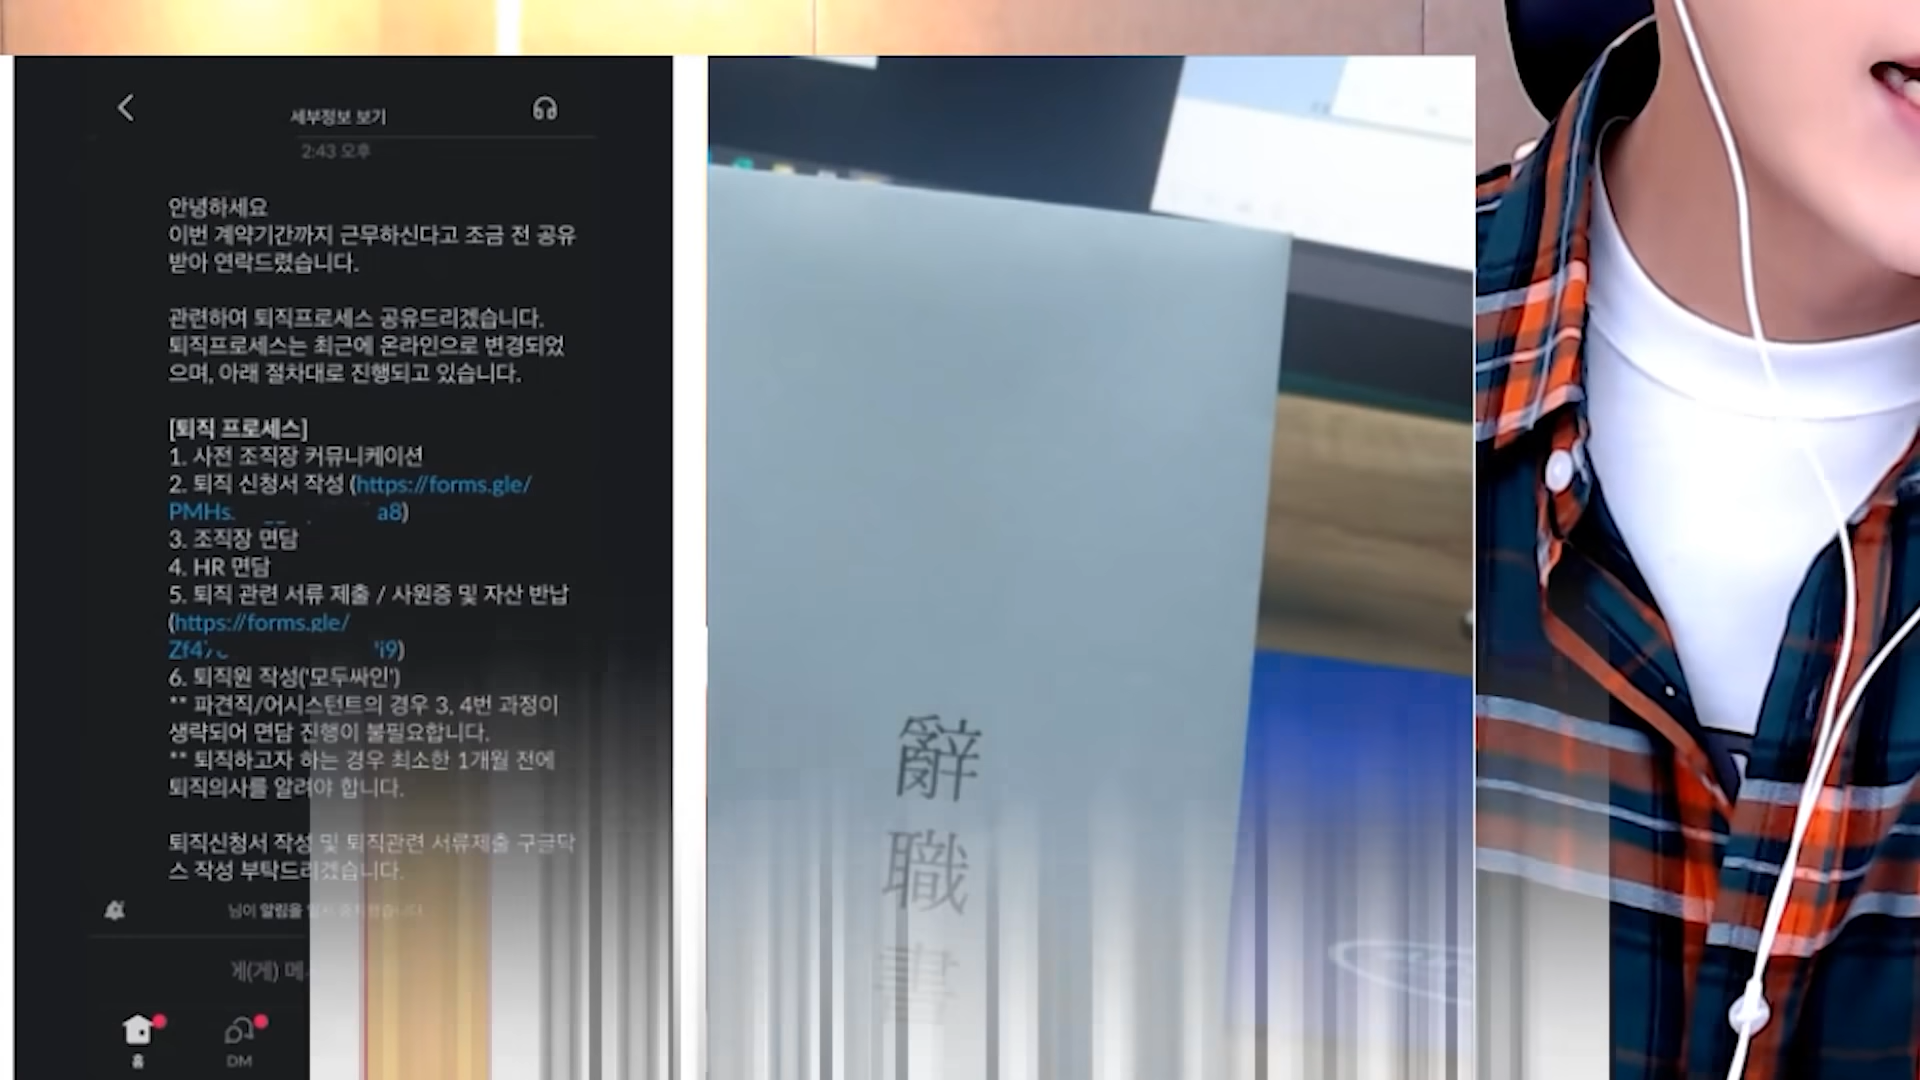 세부정보 보기
2:43 오후
안녕하세요
이번 계약기간까지 근무하신다고 조금 전 공유
받아 연락드렸습니다.
관련하여 퇴직프로세스 공유드리겠습니다.
퇴직프로세스는 최근에 온라인으로 변경되었
으며, 아래 절차대로 진행되고 있습니다.
[퇴직 프로세스]
1. 사전 조직장 커뮤니케이션
2. 퇴직 신청서 작성 (https://forms.gle/
PMHs. a8)
3. 조직장 면담
4. HR 면담
5. 퇴직 관련 서류 제출 / 사원증 및 자산 반납
(https://forms.gle/
Zf4 i9)
6. 퇴직원 작성('모두싸인')
** 파견직/어시스턴트의 경우 3, 4번 과정이
생략되어 면담 진행이 불필요합니다.
** 퇴직하고자 하는 경우 최소한 1개월 전에
퇴직의사를 알려야 합니다.
퇴직신청서 작성 및 퇴직관련 서류제출 구글닥
스 작성 부탁드리겠습니다.
님이 알림을
게(게) 메
홈
DM
辭
職
書